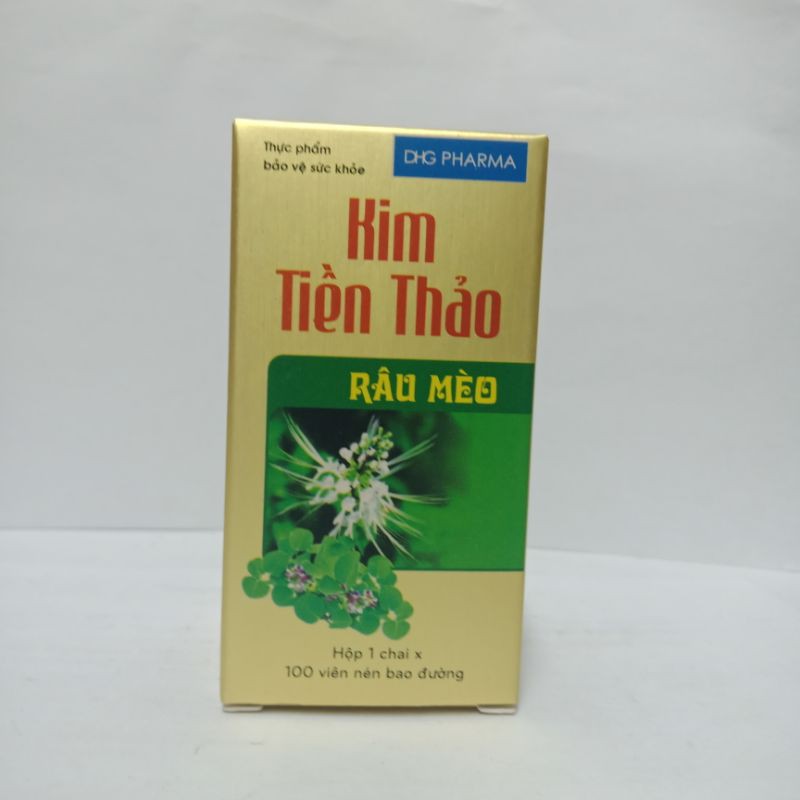 Thực phẩm
bảo vệ sức khỏe
DHG PHARMA
Kim
Tiền Thảo
RÂU MÈO
Hộp 1 chai x
100 viên nén bao đường